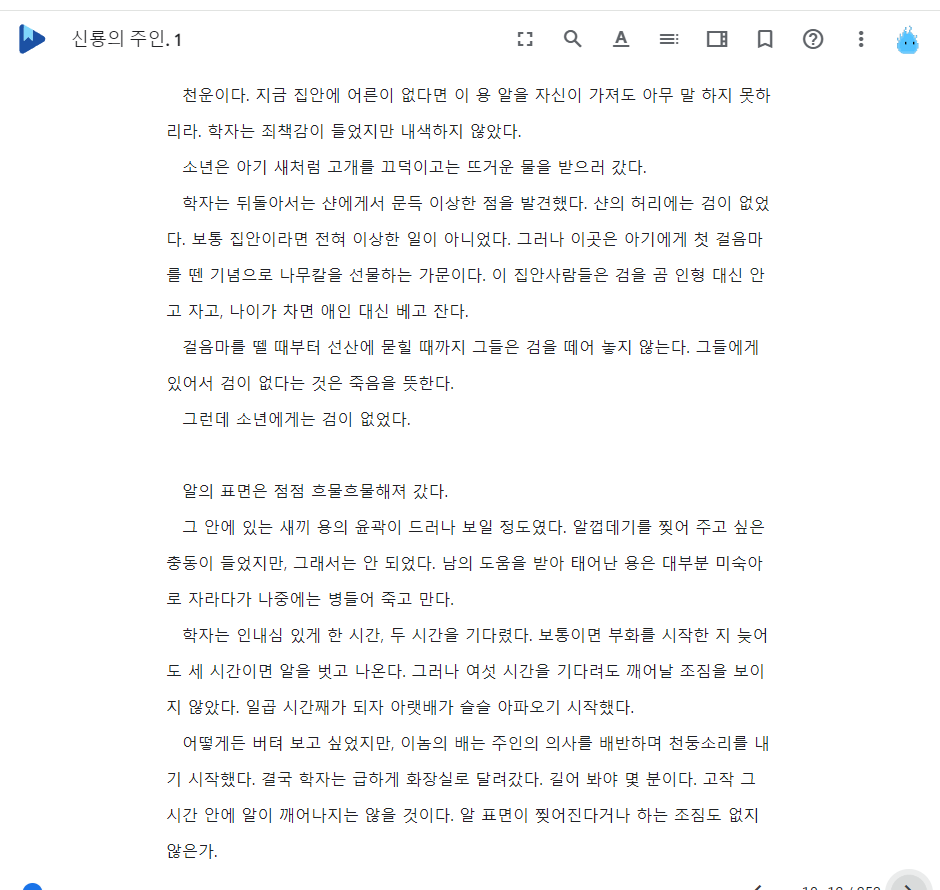 신룡의 주인. 1
천운이다. 지금 집안에 어른이 없다면 이 용 알을 자신이 가져도 아무 말 하지 못하
리라. 학자는 죄책감이 들었지만 내색하지 않았다.
소년은 아기 새처럼 고개를 끄덕이고는 뜨거운 물을 받으러 갔다.
학자는 뒤돌아서는 샨에게서 문득 이상한 점을 발견했다. 샨의 허리에는 검이 없었
다. 보통 집안이라면 전혀 이상한 일이 아니었다. 그러나 이곳은 아기에게 첫 걸음마
를 뗀 기념으로 나무칼을 선물하는 가문이다. 이 집안사람들은 검을 곰 인형 대신 안
고 자고, 나이가 차면 애인 대신 베고 잔다.
걸음마를 뗄 때부터 선산에 묻힐 때까지 그들은 검을 떼어 놓지 않는다. 그들에게
있어서 검이 없다는 것은 죽음을 뜻한다.
그런데 소년에게는 검이 없었다.
알의 표면은 점점 흐물흐물해져 갔다.
그 안에 있는 새끼 용의 윤곽이 드러나 보일 정도였다. 알껍데기를 찢어 주고 싶은
충동이 들었지만, 그래서는 안 되었다. 남의 도움을 받아 태어난 용은 대부분 미숙아
로 자라다가 나중에는 병들어 죽고 만다.
학자는 인내심 있게 한 시간, 두 시간을 기다렸다. 보통이면 부화를 시작한 지 늦어
도 세 시간이면 알을 벗고 나온다. 그러나 여섯 시간을 기다려도 깨어날 조짐을 보이
지 않았다. 일곱 시간째가 되자 아랫배가 슬슬 아파오기 시작했다.
어떻게든 버텨 보고 싶었지만, 이놈의 배는 주인의 의사를 배반하며 천둥소리를 내
기 시작했다. 결국 학자는 급하게 화장실로 달려갔다. 길어 봐야 몇 분이다. 고작 그
시간 안에 알이 깨어나지는 않을 것이다. 알 표면이 찢어진다거나 하는 조짐도 없지
않은가.